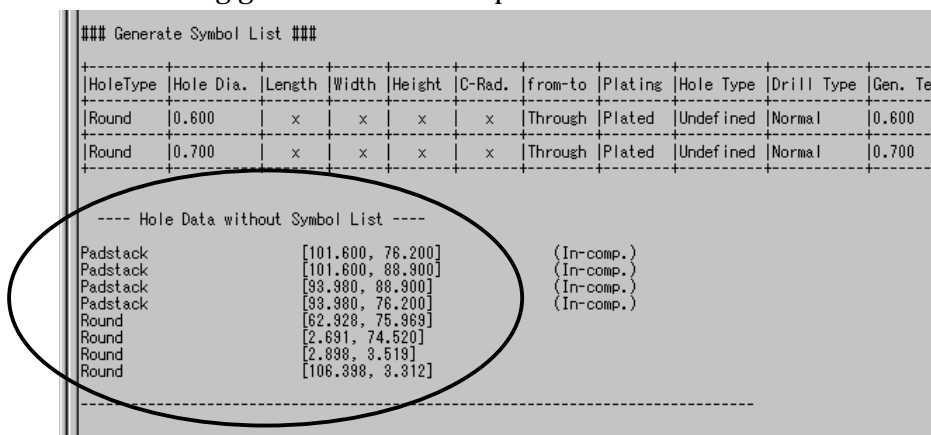 ### Generate Symbol List ###
|HoleType |Hole Dia. |Length |Width |Height |C-Rad. |from-to |Plating |Hole Type |Drill Type |Gen. Te
|Round |0.600 | x | x | x | x |Through |Plated |Undefined |Normal |0.600
|Round |0.700 | x | x | x | x |Through |Plated |Undefined |Normal |0.700
---- Hole Data without Symbol List ----
Padstack [101.600, 76.200] (In-comp.)
Padstack [101.600, 88.900] (In-comp.)
Padstack [93.980, 88.900] (In-comp.)
Padstack [93.980, 76.200] (In-comp.)
Round [62.928, 75.969]
Round [2.691, 74.520]
Round [2.898, 3.519]
Round [106.398, 3.312]